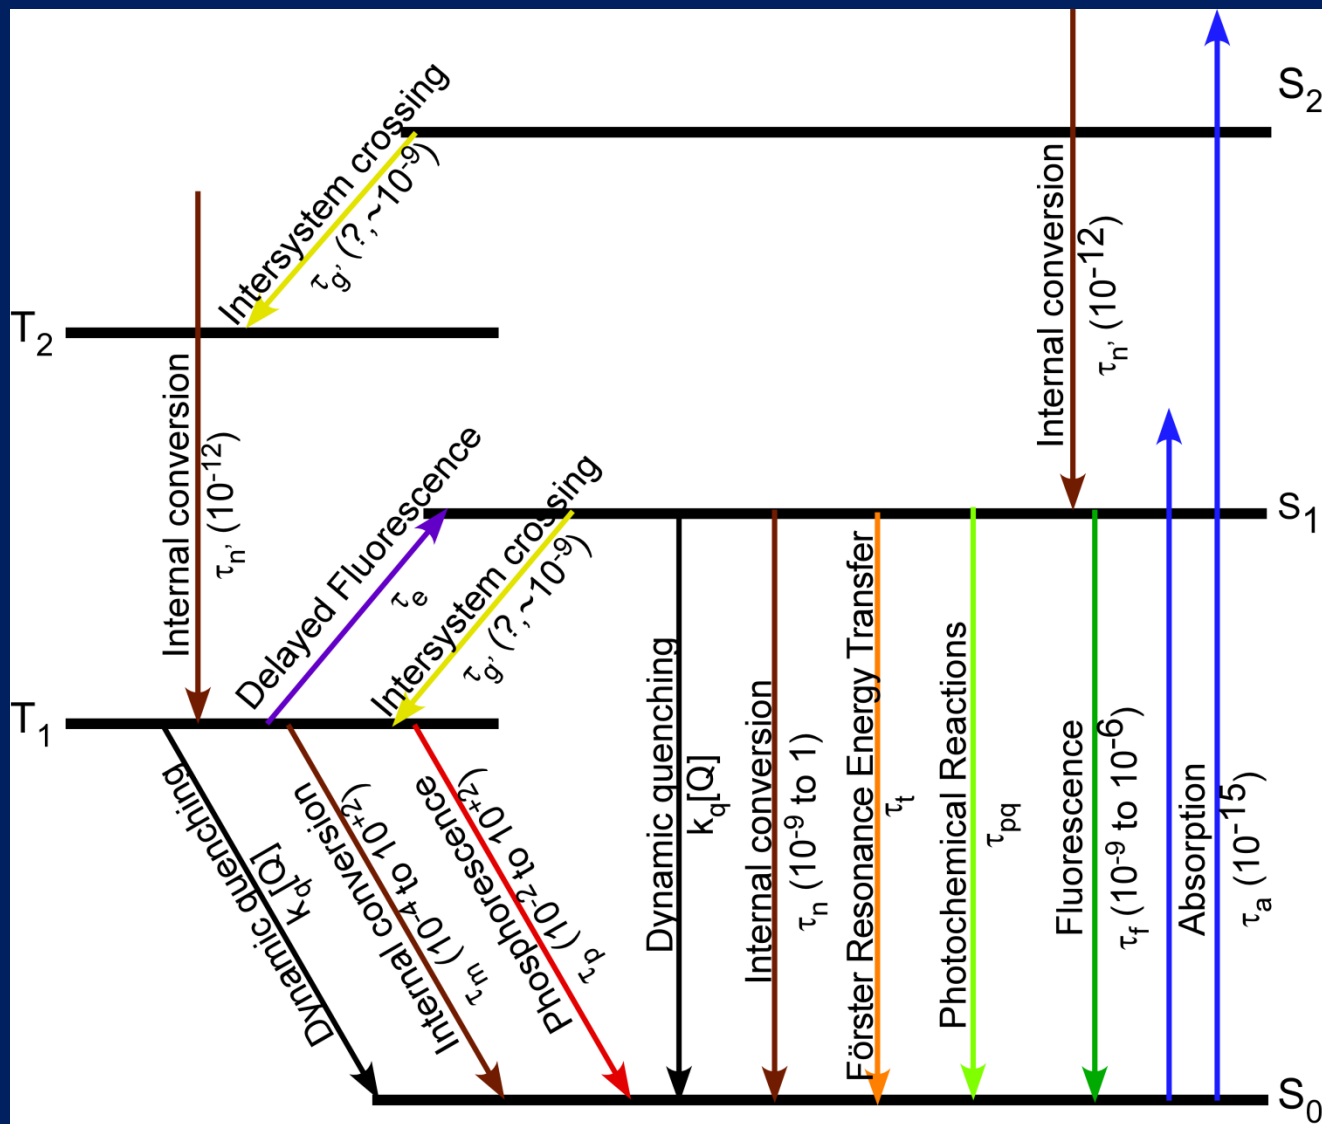 S₂
Intersystem crossing
τg' (?, ~10⁻⁹)
Internal conversion
τn' (10⁻¹²)
T₂
Internal conversion
τn' (10⁻¹²)
Delayed Fluorescence
τe
Intersystem crossing
τg' (?, ~10⁻⁹)
S₁
T₁
Dynamic quenching
kq[Q]
Internal conversion
τm (10⁻⁴ to 10⁺²)
Phosphorescence
τp (10⁻² to 10⁺²)
Dynamic quenching
kq[Q]
Internal conversion
τn (10⁻⁹ to 1)
Förster Resonance Energy Transfer
τt
Photochemical Reactions
τpq
Fluorescence
τf (10⁻⁹ to 10⁻⁶)
Absorption
τa (10⁻¹⁵)
S₀